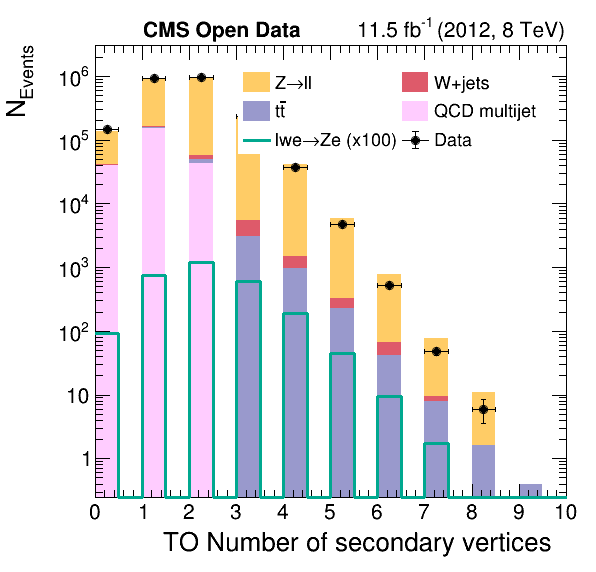 CMS Open Data 11.5 fb⁻¹ (2012, 8 TeV)
N_Events
Z→ll W+jets
tt̄ QCD multijet
lwe→Ze (x100) Data
10⁶
10⁵
10⁴
10³
10²
10
1
0 1 2 3 4 5 6 7 8 9 10
TO Number of secondary vertices